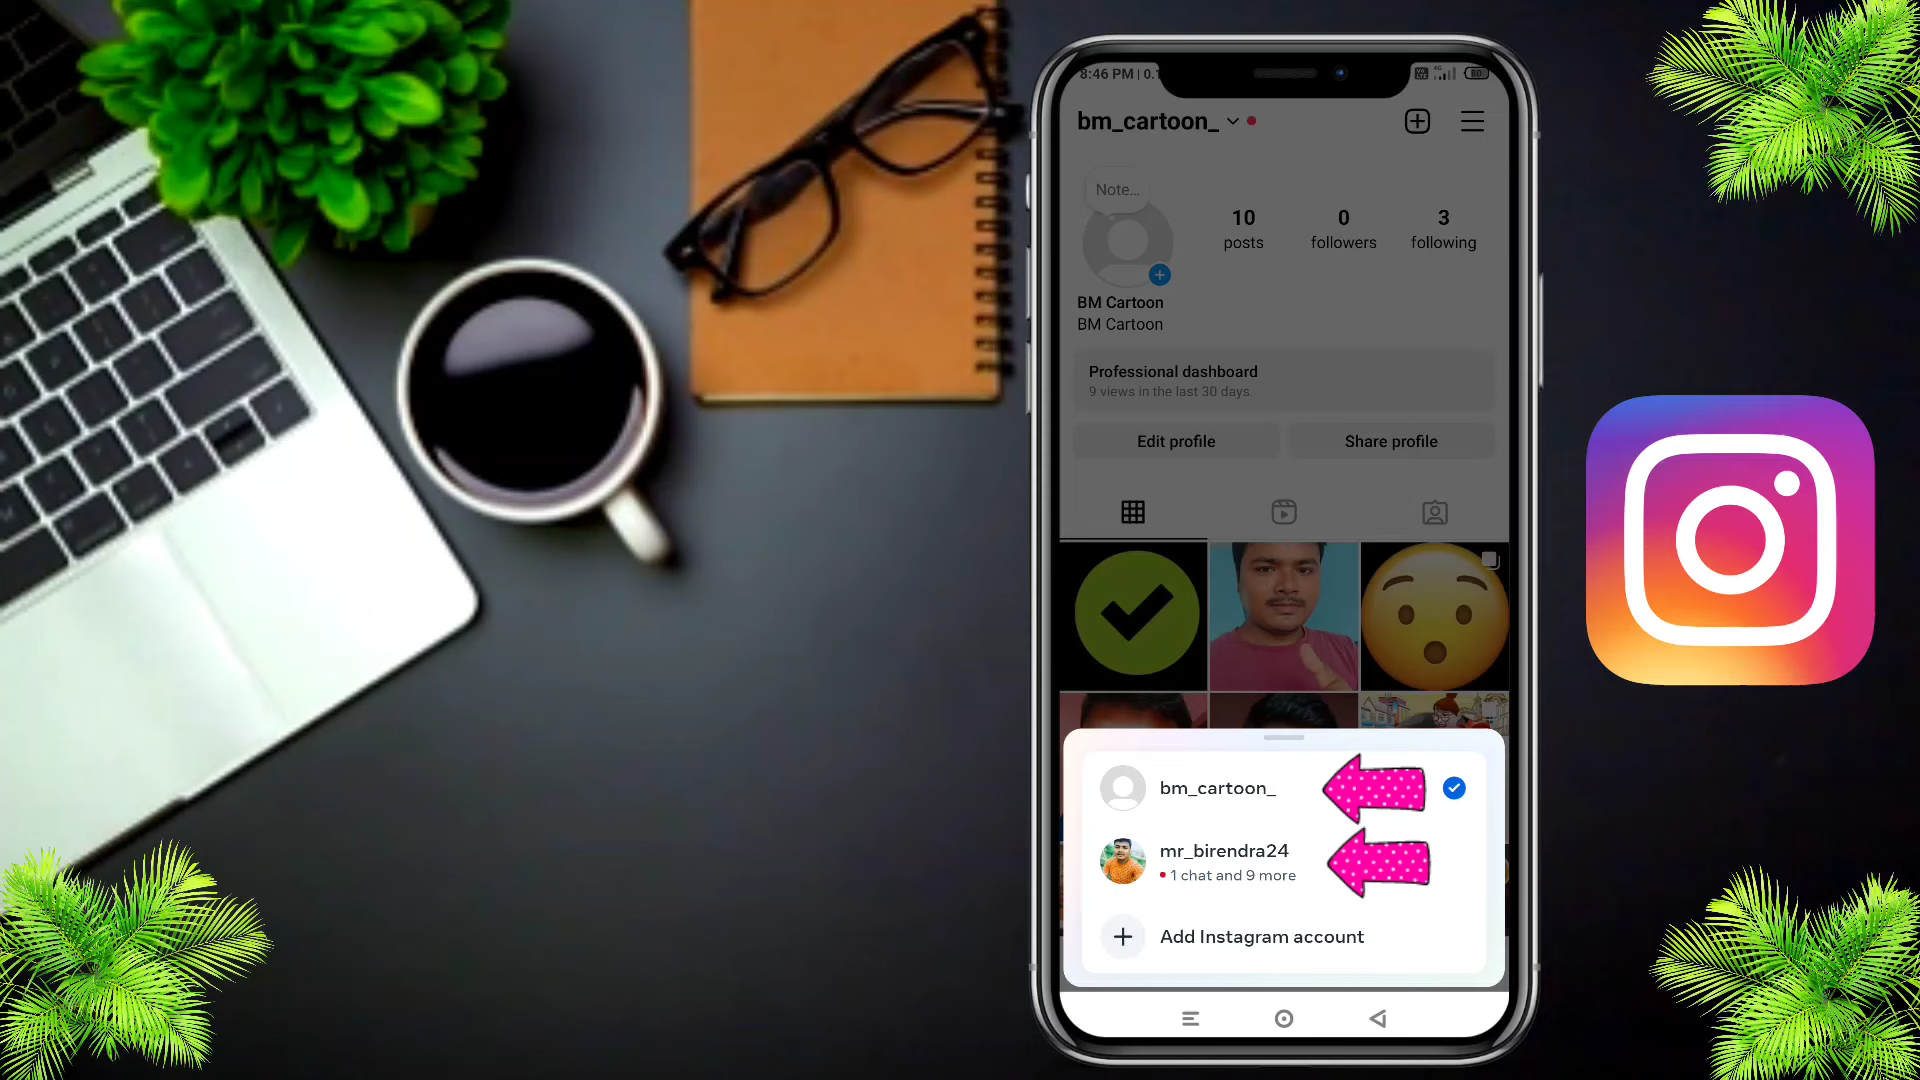 8:46 PM | 0.1
80
bm_cartoon_
Note...
10
posts
0
followers
3
following
BM Cartoon
BM Cartoon
Professional dashboard
9 views in the last 30 days.
Edit profile
Share profile
bm_cartoon_
mr_birendra24
1 chat and 9 more
Add Instagram account